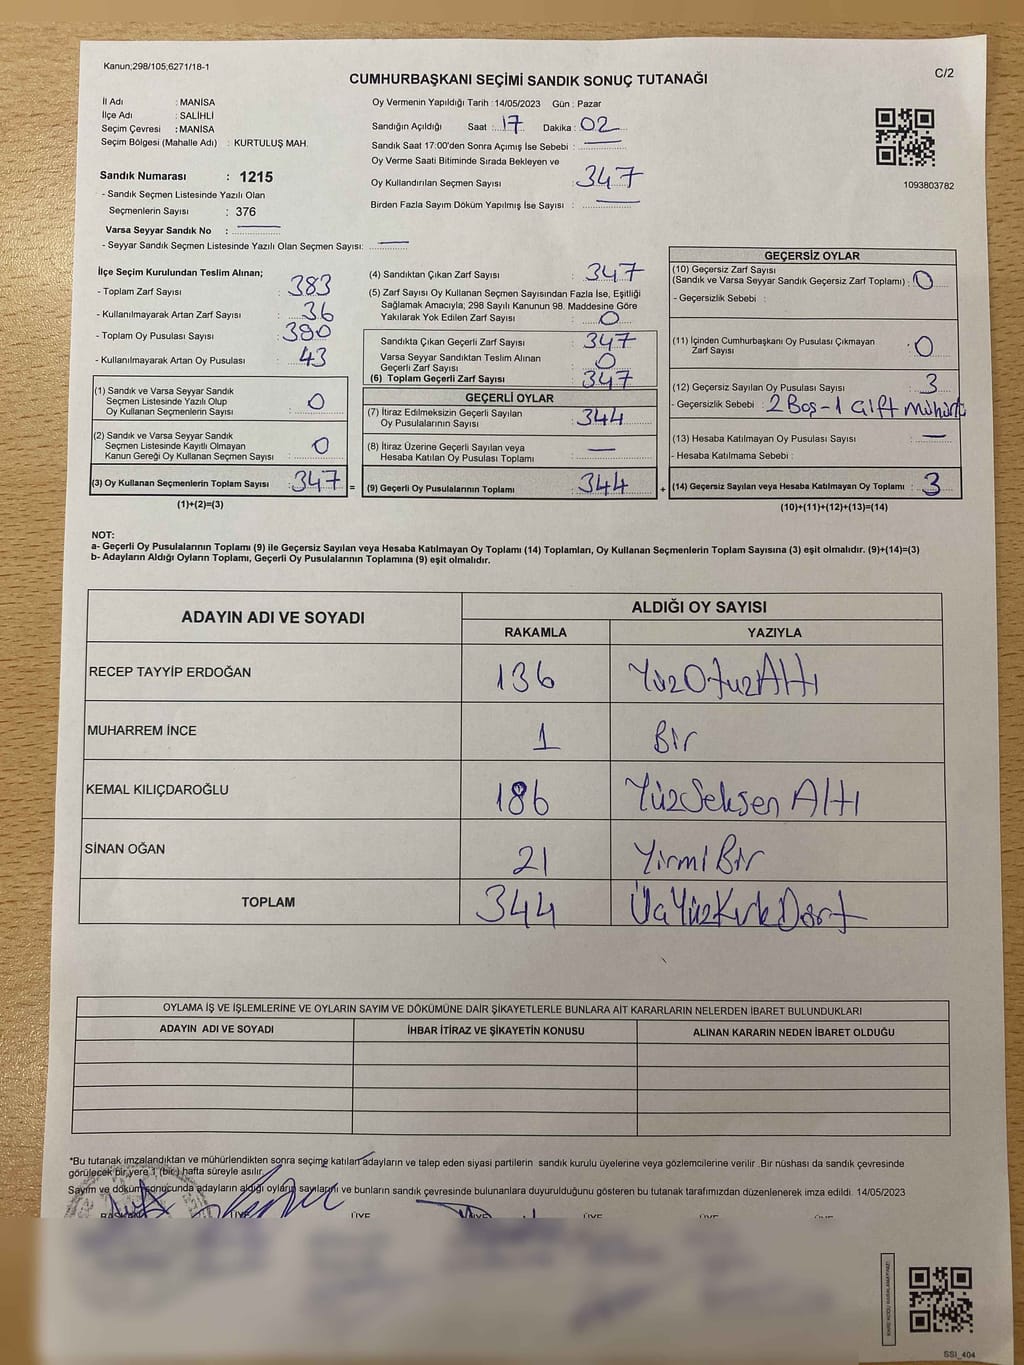 Kanun;298/105;6271/18-1
C/2
CUMHURBAŞKANI SEÇİMİ SANDIK SONUÇ TUTANAĞI
İl Adı : MANİSA
İlçe Adı : SALİHLİ
Seçim Çevresi : MANİSA
Seçim Bölgesi (Mahalle Adı) : KURTULUŞ MAH.
Sandık Numarası : 1215
- Sandık Seçmen Listesinde Yazılı Olan
Seçmenlerin Sayısı : 376
Varsa Seyyar Sandık No :
- Seyyar Sandık Seçmen Listesinde Yazılı Olan Seçmen Sayısı:
Oy Vermenin Yapıldığı Tarih : 14/05/2023 Gün : Pazar
Sandığın Açıldığı Saat : 17 Dakika : 02
Sandık Saat 17:00'den Sonra Açımış İse Sebebi :
Oy Verme Saati Bitiminde Sırada Bekleyen ve
Oy Kullandırılan Seçmen Sayısı : 347
Birden Fazla Sayım Döküm Yapılmış İse Sayısı :
1093803782
İlçe Seçim Kurulundan Teslim Alınan;
- Toplam Zarf Sayısı : 383
- Kullanılmayarak Artan Zarf Sayısı : 36
- Toplam Oy Pusulası Sayısı : 390
- Kullanılmayarak Artan Oy Pusulası : 43
(1) Sandık ve Varsa Seyyar Sandık
Seçmen Listesinde Yazılı Olup
Oy Kullanan Seçmenlerin Sayısı : 0
(2) Sandık ve Varsa Seyyar Sandık
Seçmen Listesinde Kayıtlı Olmayan
Kanun Gereği Oy Kullanan Seçmen Sayısı : 0
(3) Oy Kullanan Seçmenlerin Toplam Sayısı : 347 =
(1)+(2)=(3)
(4) Sandıktan Çıkan Zarf Sayısı : 347
(5) Zarf Sayısı Oy Kullanan Seçmen Sayısından Fazla İse, Eşitliği
Sağlamak Amacıyla; 298 Sayılı Kanunun 98. Maddesine Göre
Yakılarak Yok Edilen Zarf Sayısı : 0
Sandıkta Çıkan Geçerli Zarf Sayısı : 347
Varsa Seyyar Sandıktan Teslim Alınan
Geçerli Zarf Sayısı : 0
(6) Toplam Geçerli Zarf Sayısı : 347
GEÇERLİ OYLAR
(7) İtiraz Edilmeksizin Geçerli Sayılan
Oy Pusulalarının Sayısı : 344
(8) İtiraz Üzerine Geçerli Sayılan veya
Hesaba Katılan Oy Pusulası Toplamı :
(9) Geçerli Oy Pusulalarının Toplamı : 344 +
GEÇERSİZ OYLAR
(10) Geçersiz Zarf Sayısı
(Sandık ve Varsa Seyyar Sandık Geçersiz Zarf Toplamı) : 0
- Geçersizlik Sebebi :
(11) İçinden Cumhurbaşkanı Oy Pusulası Çıkmayan
Zarf Sayısı : 0
(12) Geçersiz Sayılan Oy Pusulası Sayısı : 3
- Geçersizlik Sebebi : 2 Boş - 1 Çift mühürlü
(13) Hesaba Katılmayan Oy Pusulası Sayısı :
- Hesaba Katılmama Sebebi :
(14) Geçersiz Sayılan veya Hesaba Katılmayan Oy Toplamı : 3
(10)+(11)+(12)+(13)=(14)
NOT:
a- Geçerli Oy Pusulalarının Toplamı (9) ile Geçersiz Sayılan veya Hesaba Katılmayan Oy Toplamı (14) Toplamları, Oy Kullanan Seçmenlerin Toplam Sayısına (3) eşit olmalıdır. (9)+(14)=(3)
b- Adayların Aldığı Oyların Toplamı, Geçerli Oy Pusulalarının Toplamına (9) eşit olmalıdır.
ADAYIN ADI VE SOYADI
ALDIĞI OY SAYISI
RAKAMLA YAZIYLA
RECEP TAYYİP ERDOĞAN 136 YüzOtuzAltı
MUHARREM İNCE 1 Bir
KEMAL KILIÇDAROĞLU 186 YüzSeksen Altı
SİNAN OĞAN 21 Yirmi Bir
TOPLAM 344 ÜçYüzKırkDört
OYLAMA İŞ VE İŞLEMLERİNE VE OYLARIN SAYIM VE DÖKÜMÜNE DAİR ŞİKAYETLERLE BUNLARA AİT KARARLARIN NELERDEN İBARET BULUNDUKLARI
ADAYIN ADI VE SOYADI İHBAR İTİRAZ VE ŞİKAYETİN KONUSU ALINAN KARARIN NEDEN İBARET OLDUĞU
*Bu tutanak imzalandıktan ve mühürlendikten sonra seçime katılan adayların ve talep eden siyasi partilerin sandık kurulu üyelerine veya gözlemcilerine verilir .Bir nüshası da sandık çevresinde
görülecek bir yere 1 (bir) hafta süreyle asılır.
Sayım ve döküm sonucunda adayların aldığı oyların sayılarını ve bunların sandık çevresinde bulunanlara duyurulduğunu gösteren bu tutanak tarafımızdan düzenlenerek imza edildi. 14/05/2023
BAŞKAN ÜYE ÜYE ÜYE ÜYE ÜYE ÜYE
SSI_404